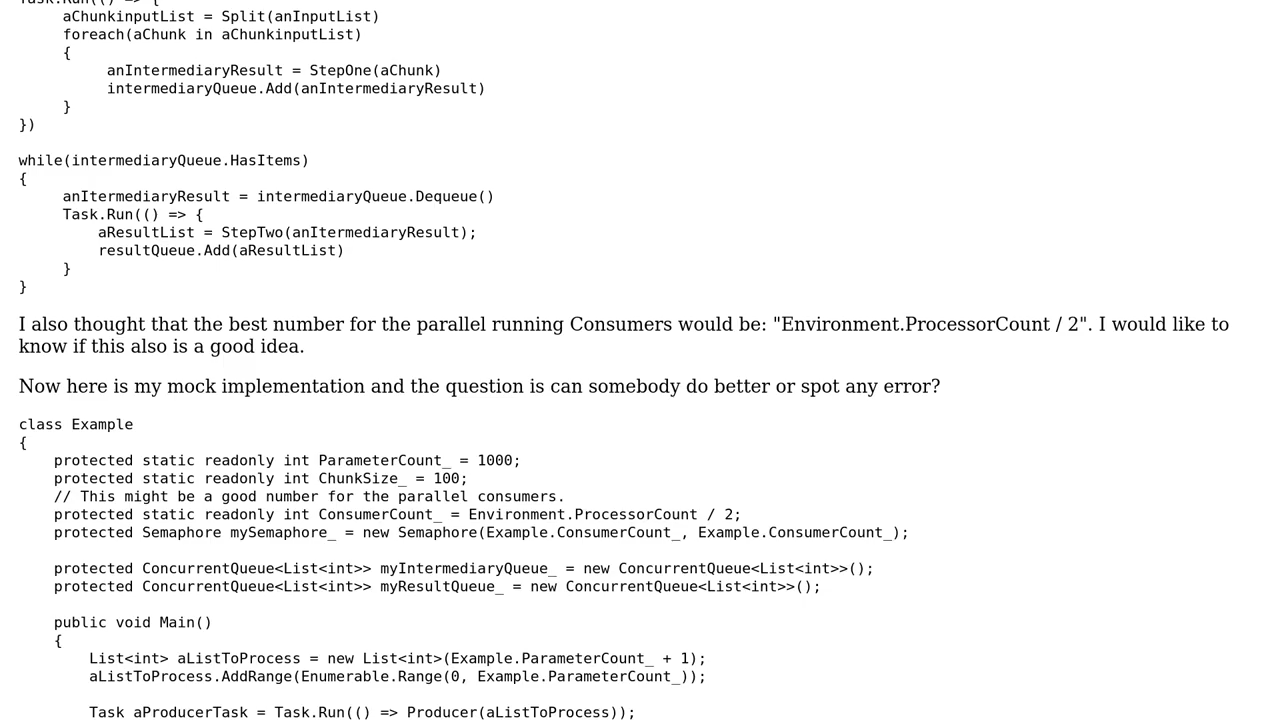 Task.Run(() => {
     aChunkinputList = Split(anInputList)
     foreach(aChunk in aChunkinputList)
     {
          anIntermediaryResult = StepOne(aChunk)
          intermediaryQueue.Add(anIntermediaryResult)
     }
})

while(intermediaryQueue.HasItems)
{
     anItermediaryResult = intermediaryQueue.Dequeue()
     Task.Run(() => {
         aResultList = StepTwo(anItermediaryResult);
         resultQueue.Add(aResultList)
     }
}

I also thought that the best number for the parallel running Consumers would be: "Environment.ProcessorCount / 2". I would like to
know if this also is a good idea.

Now here is my mock implementation and the question is can somebody do better or spot any error?

class Example
{
    protected static readonly int ParameterCount_ = 1000;
    protected static readonly int ChunkSize_ = 100;
    // This might be a good number for the parallel consumers.
    protected static readonly int ConsumerCount_ = Environment.ProcessorCount / 2;
    protected Semaphore mySemaphore_ = new Semaphore(Example.ConsumerCount_, Example.ConsumerCount_);

    protected ConcurrentQueue<List<int>> myIntermediaryQueue_ = new ConcurrentQueue<List<int>>();
    protected ConcurrentQueue<List<int>> myResultQueue_ = new ConcurrentQueue<List<int>>();

    public void Main()
    {
        List<int> aListToProcess = new List<int>(Example.ParameterCount_ + 1);
        aListToProcess.AddRange(Enumerable.Range(0, Example.ParameterCount_));

        Task aProducerTask = Task.Run(() => Producer(aListToProcess));